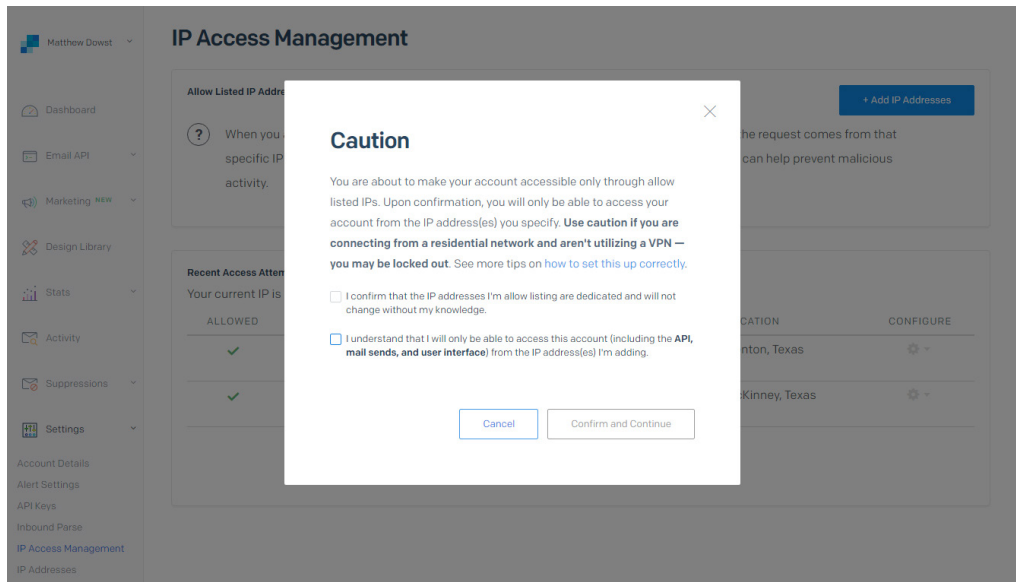 Matthew Dowst
IP Access Management
Dashboard
Email API
Marketing NEW
Design Library
Stats
Activity
Suppressions
Settings
Account Details
Alert Settings
API Keys
Inbound Parse
IP Access Management
IP Addresses
Allow Listed IP Addre
+ Add IP Addresses
?
When you
he request comes from that
specific IP
can help prevent malicious
activity.
Caution
You are about to make your account accessible only through allow
listed IPs. Upon confirmation, you will only be able to access your
account from the IP address(es) you specify. Use caution if you are
connecting from a residential network and aren't utilizing a VPN —
you may be locked out. See more tips on how to set this up correctly.
I confirm that the IP addresses I'm allow listing are dedicated and will not
change without my knowledge.
I understand that I will only be able to access this account (including the API,
mail sends, and user interface) from the IP address(es) I'm adding.
Cancel
Confirm and Continue
Recent Access Attem
Your current IP is
ALLOWED
CATION
CONFIGURE
nton, Texas
Kinney, Texas